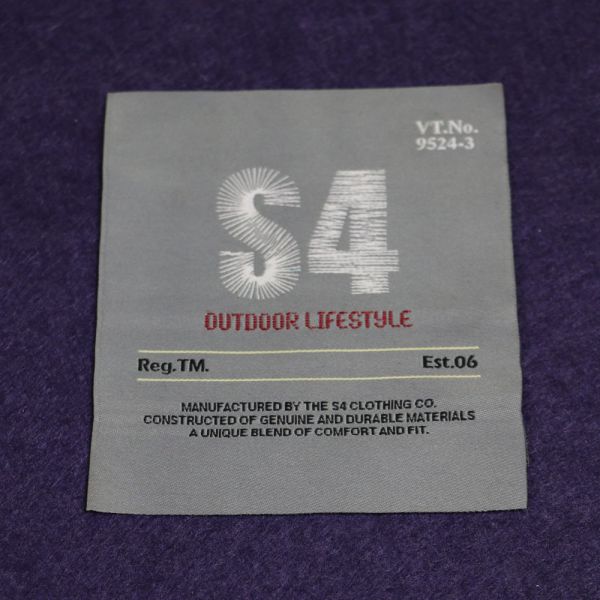 VT.No.
9524-3
S4
OUTDOOR LIFESTYLE
Reg.TM. Est.06
MANUFACTURED BY THE S4 CLOTHING CO.
CONSTRUCTED OF GENUINE AND DURABLE MATERIALS
A UNIQUE BLEND OF COMFORT AND FIT.